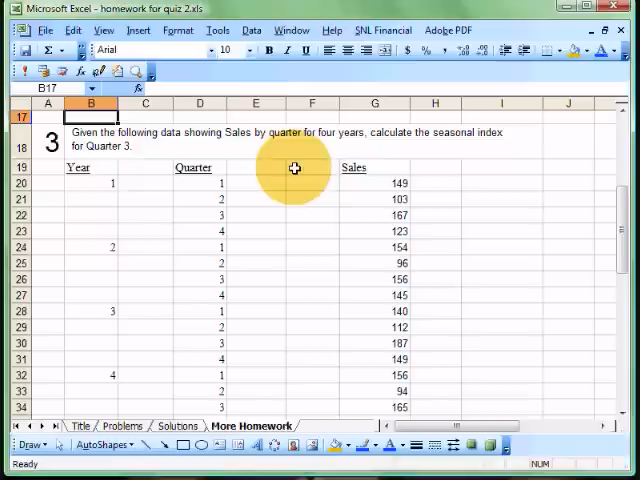 Microsoft Excel - homework for quiz 2.xls
File Edit View Insert Format Tools Data Window Help SNL Financial Adobe PDF
Σ Arial 10 B I U $ % ,
B17 fx
A B C D E F G H I J
17
18 3 Given the following data showing Sales by quarter for four years, calculate the seasonal index
for Quarter 3.
19 Year Quarter Sales
20 1 1 149
21 2 103
22 3 167
23 4 123
24 2 1 154
25 2 96
26 3 156
27 4 145
28 3 1 140
29 2 112
30 3 187
31 4 149
32 4 1 156
33 2 94
34 3 165
Title Problems Solutions More Homework
Draw AutoShapes A
Ready NUM